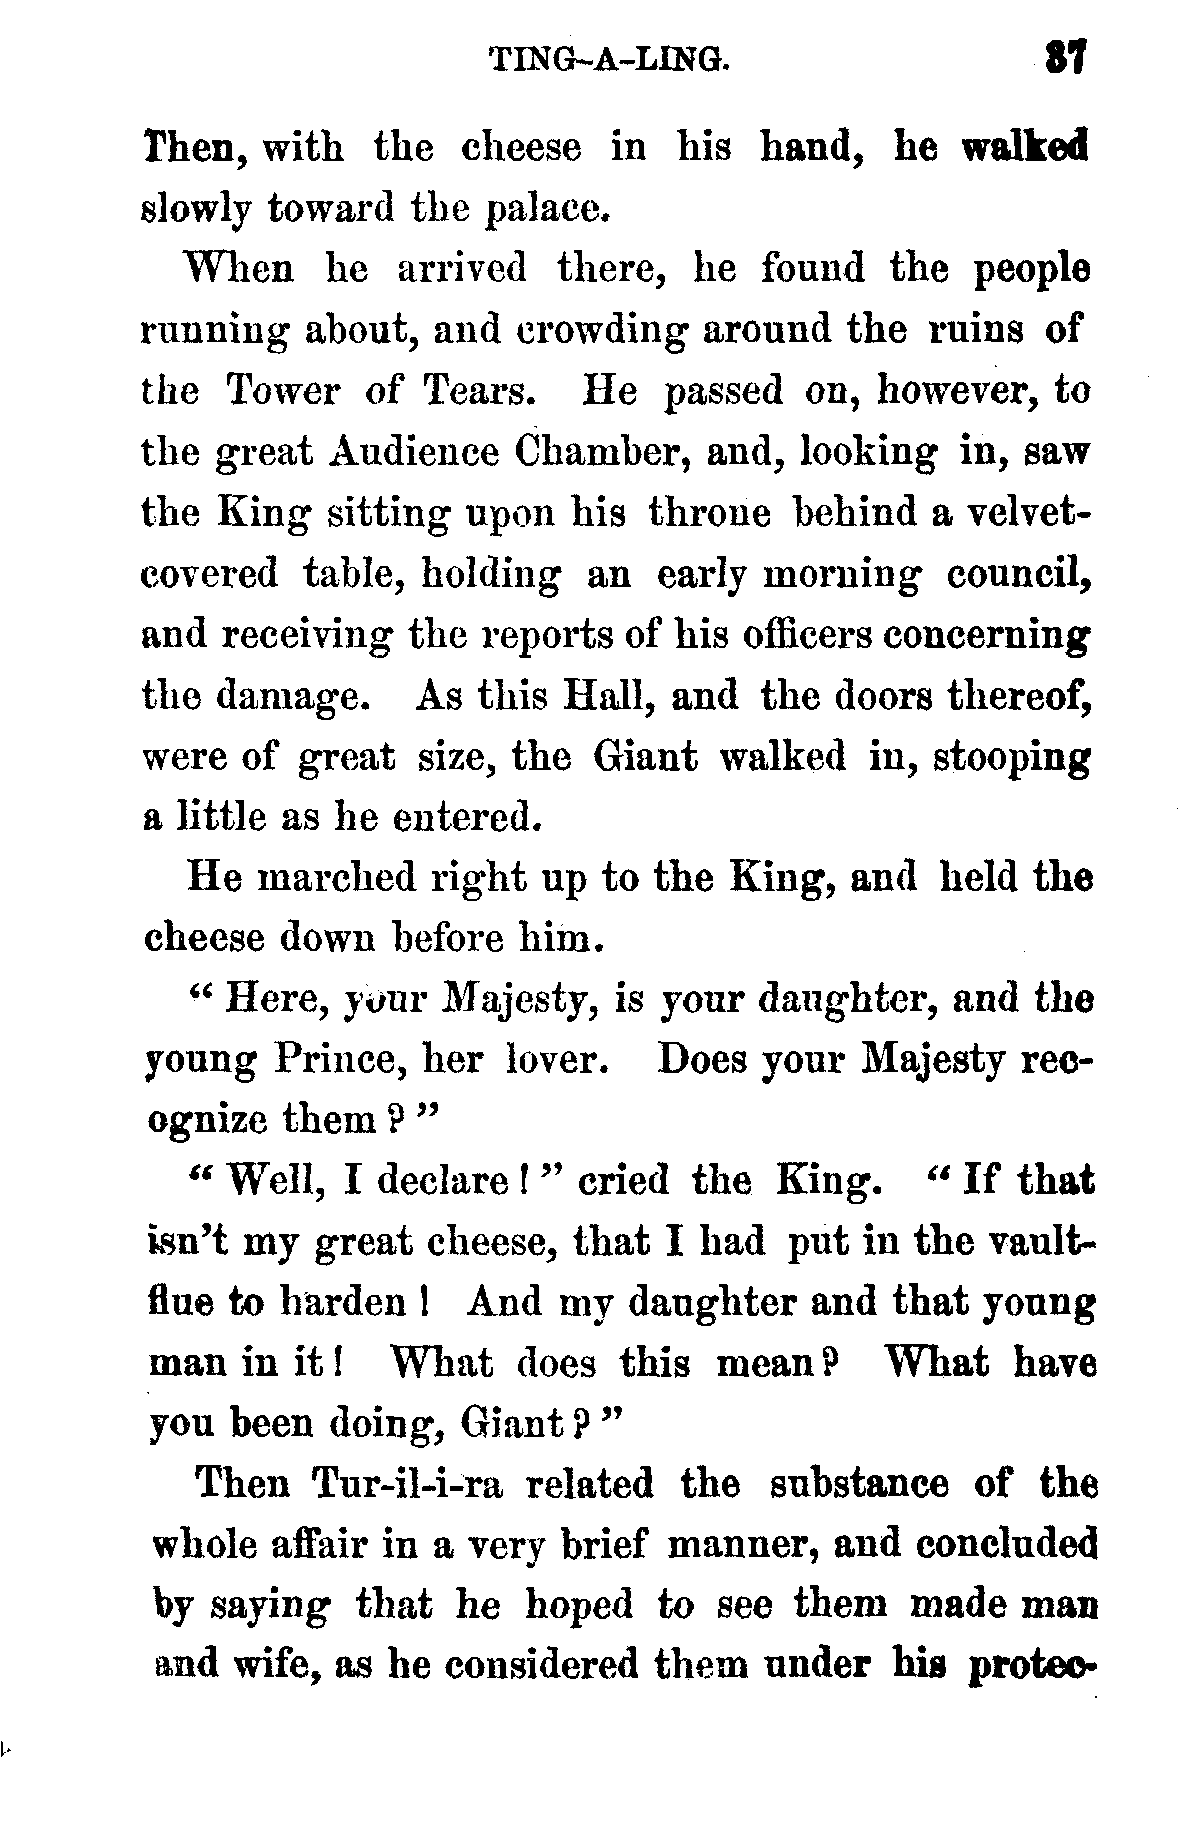 TING-A-LING. 37
Then, with the cheese in his hand, he walked
slowly toward the palace.
When he arrived there, he found the people
running about, and crowding around the ruins of
the Tower of Tears. He passed on, however, to
the great Audience Chamber, and, looking in, saw
the King sitting upon his throne behind a velvet-
covered table, holding an early morning council,
and receiving the reports of his officers concerning
the damage. As this Hall, and the doors thereof,
were of great size, the Giant walked in, stooping
a little as he entered.
He marched right up to the King, and held the
cheese down before him.
“ Here, your Majesty, is your daughter, and the
young Prince, her lover. Does your Majesty rec-
ognize them ? ”
“ Well, I declare ! ” cried the King. “ If that
isn’t my great cheese, that I had put in the vault-
flue to harden ! And my daughter and that young
man in it ! What does this mean ? What have
you been doing, Giant ? ”
Then Tur-il-i-ra related the substance of the
whole affair in a very brief manner, and concluded
by saying that he hoped to see them made man
and wife, as he considered them under his protec-